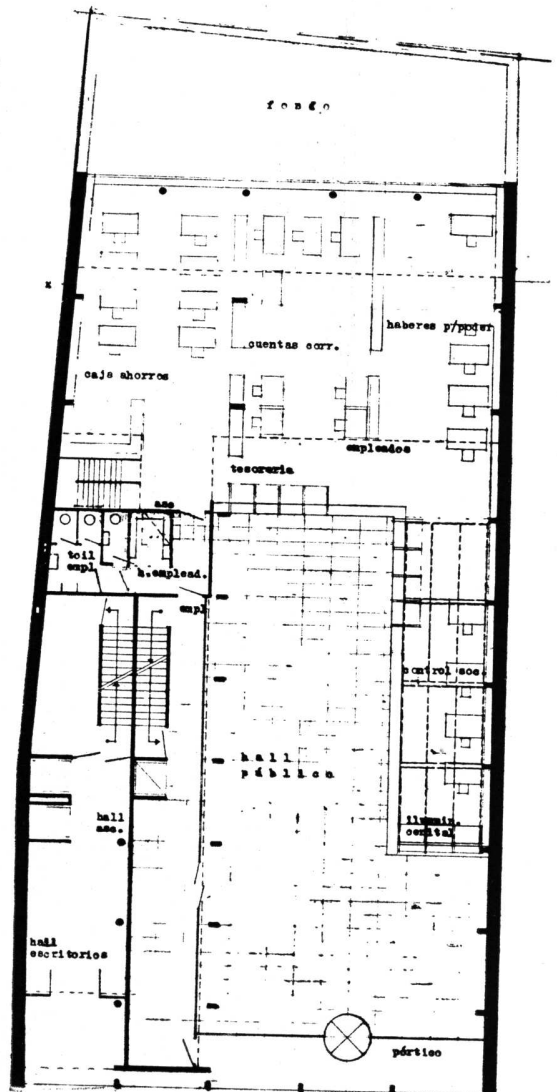 fondo
x
haberes p/poder
cuentas corr.
caja ahorros
empleados
tesoreria
asc
toil
empl.
h.emplead.
empl
control soc.
hall
público
ilumin.
cenital
hall
asc.
hall
escritorios
pórtico